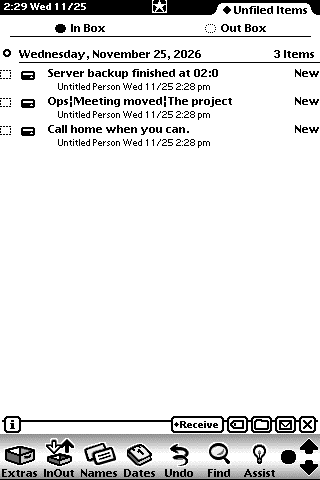 2:29 Wed 11/25
◆Unfiled Items
In Box
Out Box
Wednesday, November 25, 2026
3 Items
Server backup finished at 02:0
New
Untitled Person Wed 11/25 2:28 pm
Ops¦Meeting moved¦The project
New
Untitled Person Wed 11/25 2:28 pm
Call home when you can.
New
Untitled Person Wed 11/25 2:28 pm
i
◆Receive
Extras
InOut
Names
Dates
Undo
Find
Assist